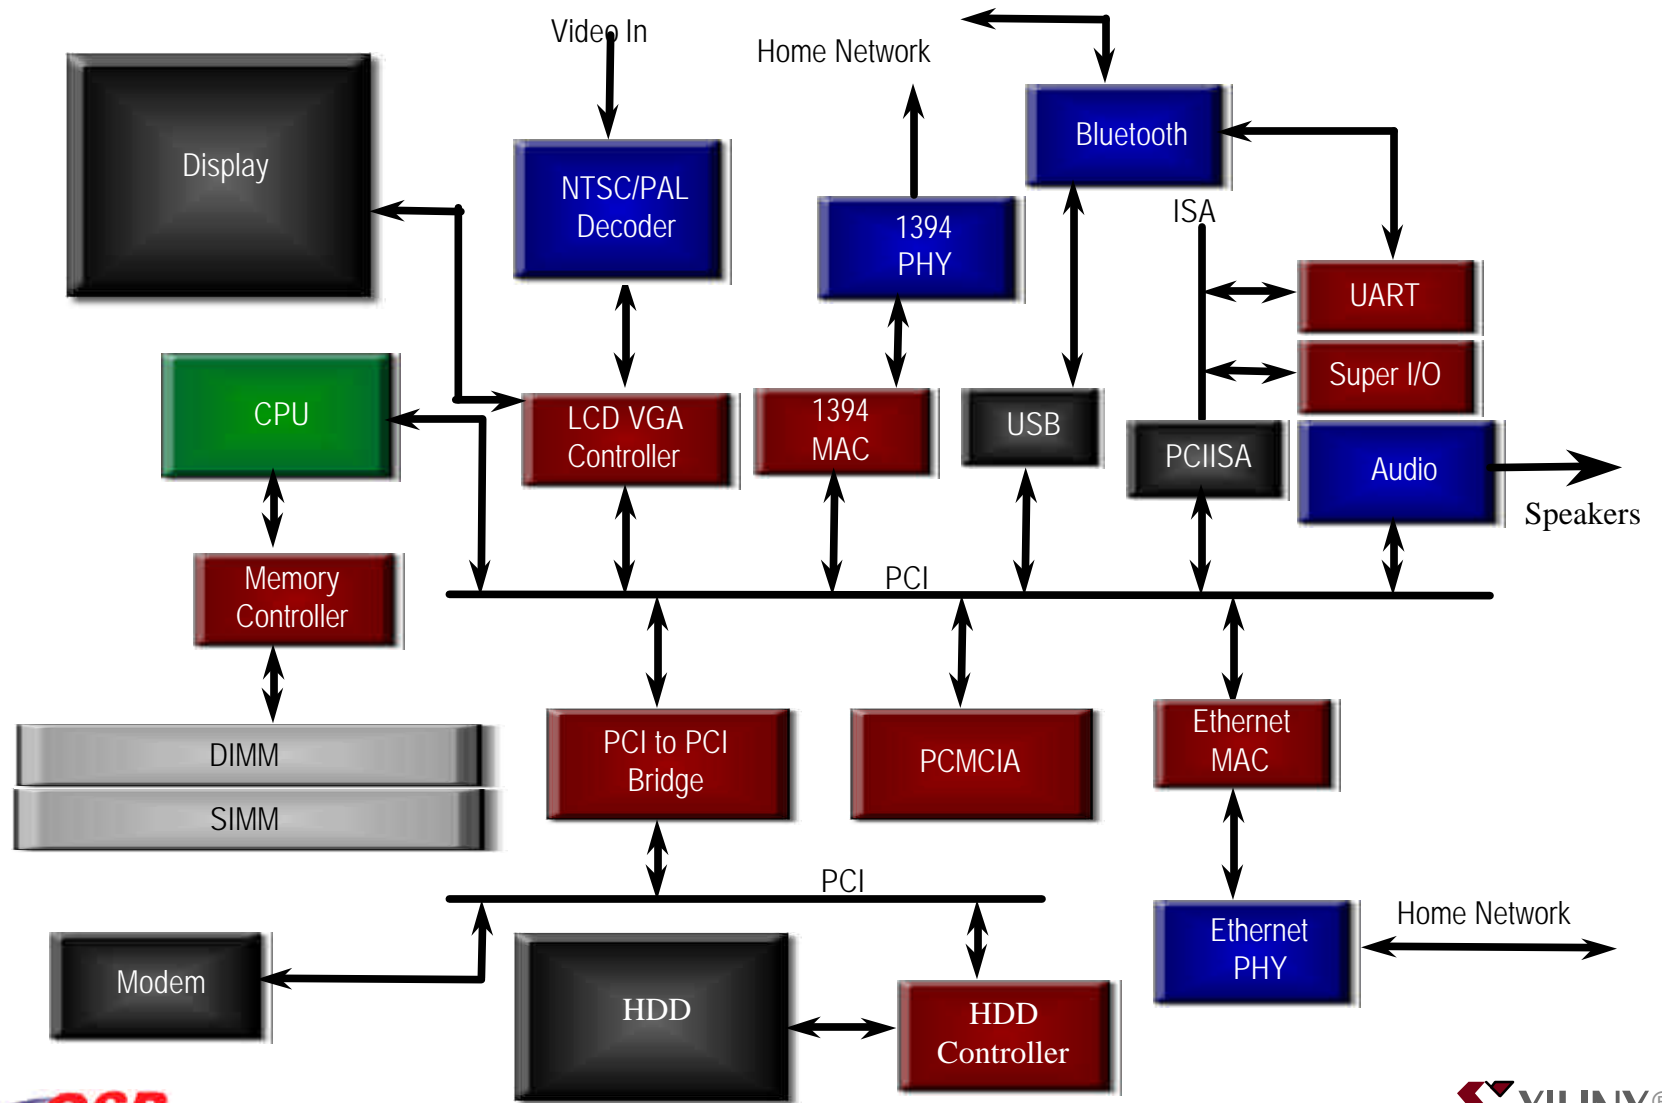 Video In
Home Network
Display
NTSC/PAL
Decoder
Bluetooth
1394
PHY
ISA
UART
Super I/O
CPU
LCD VGA
Controller
1394
MAC
USB
PCIISA
Audio
Speakers
PCI
Memory
Controller
DIMM
SIMM
PCI to PCI
Bridge
PCMCIA
Ethernet
MAC
PCI
Modem
HDD
HDD
Controller
Ethernet
PHY
Home Network
XILINX®